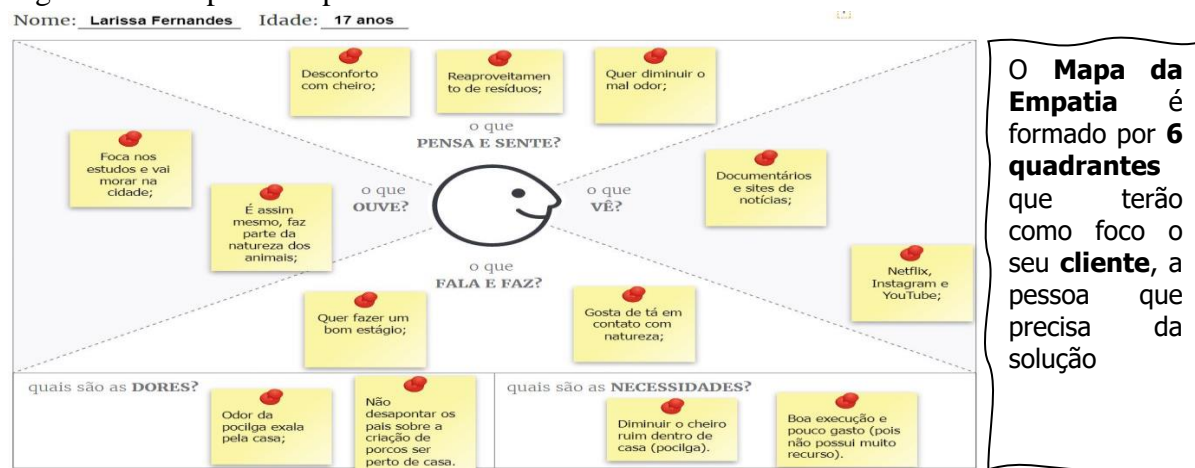 Nome: Larissa Fernandes Idade: 17 anos
Desconforto
com cheiro;
Reaproveitamen
to de resíduos;
Quer diminuir o
mal odor;
o que
PENSA E SENTE?
Foca nos
estudos e vai
morar na
cidade;
É assim
mesmo, faz
parte da
natureza dos
animais;
o que
OUVE?
o que
VÊ?
Documentários
e sites de
notícias;
Netflix,
Instagram e
YouTube;
o que
FALA E FAZ?
Quer fazer um
bom estágio;
Gosta de tá em
contato com
natureza;
quais são as DORES?
Odor da
pocilga exala
pela casa;
Não
desapontar os
pais sobre a
criação de
porcos ser
perto de casa.
quais são as NECESSIDADES?
Diminuir o cheiro
ruim dentro de
casa (pocilga).
Boa execução e
pouco gasto (pois
não possui muito
recurso).
O Mapa da
Empatia é
formado por 6
quadrantes
que terão
como foco o
seu cliente, a
pessoa que
precisa da
solução